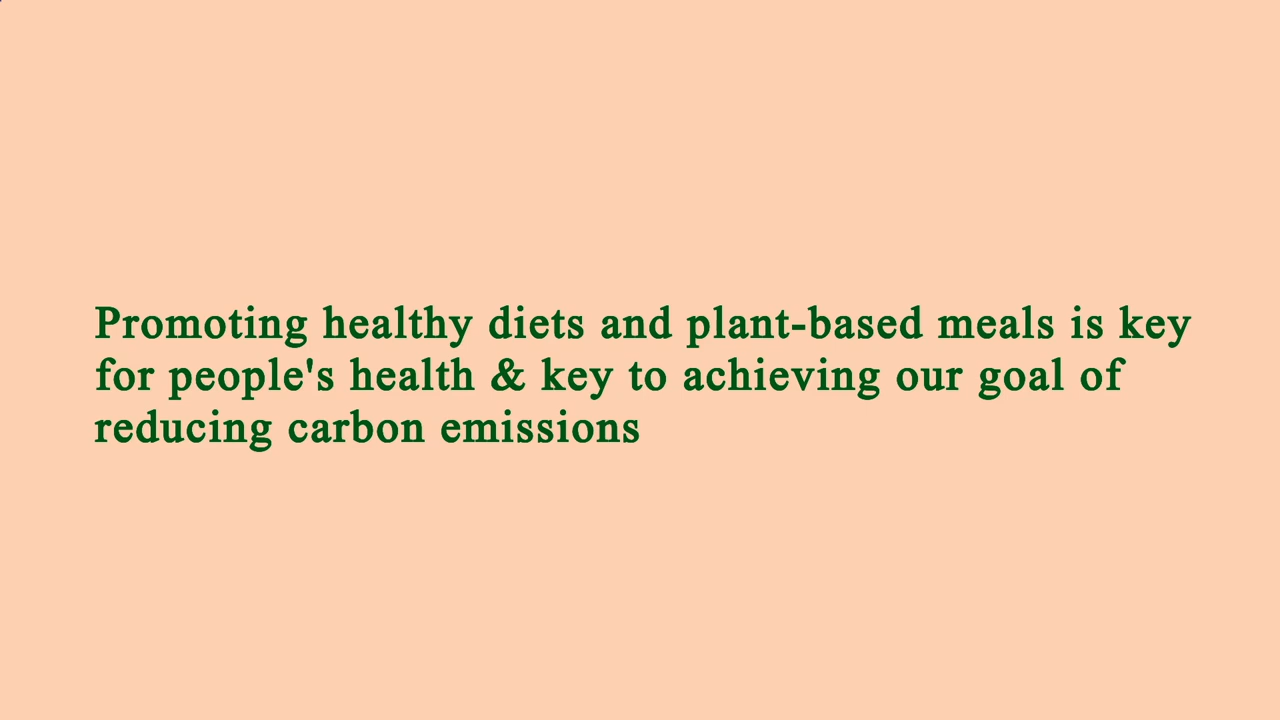 Promoting healthy diets and plant-based meals is key
for people's health & key to achieving our goal of
reducing carbon emissions